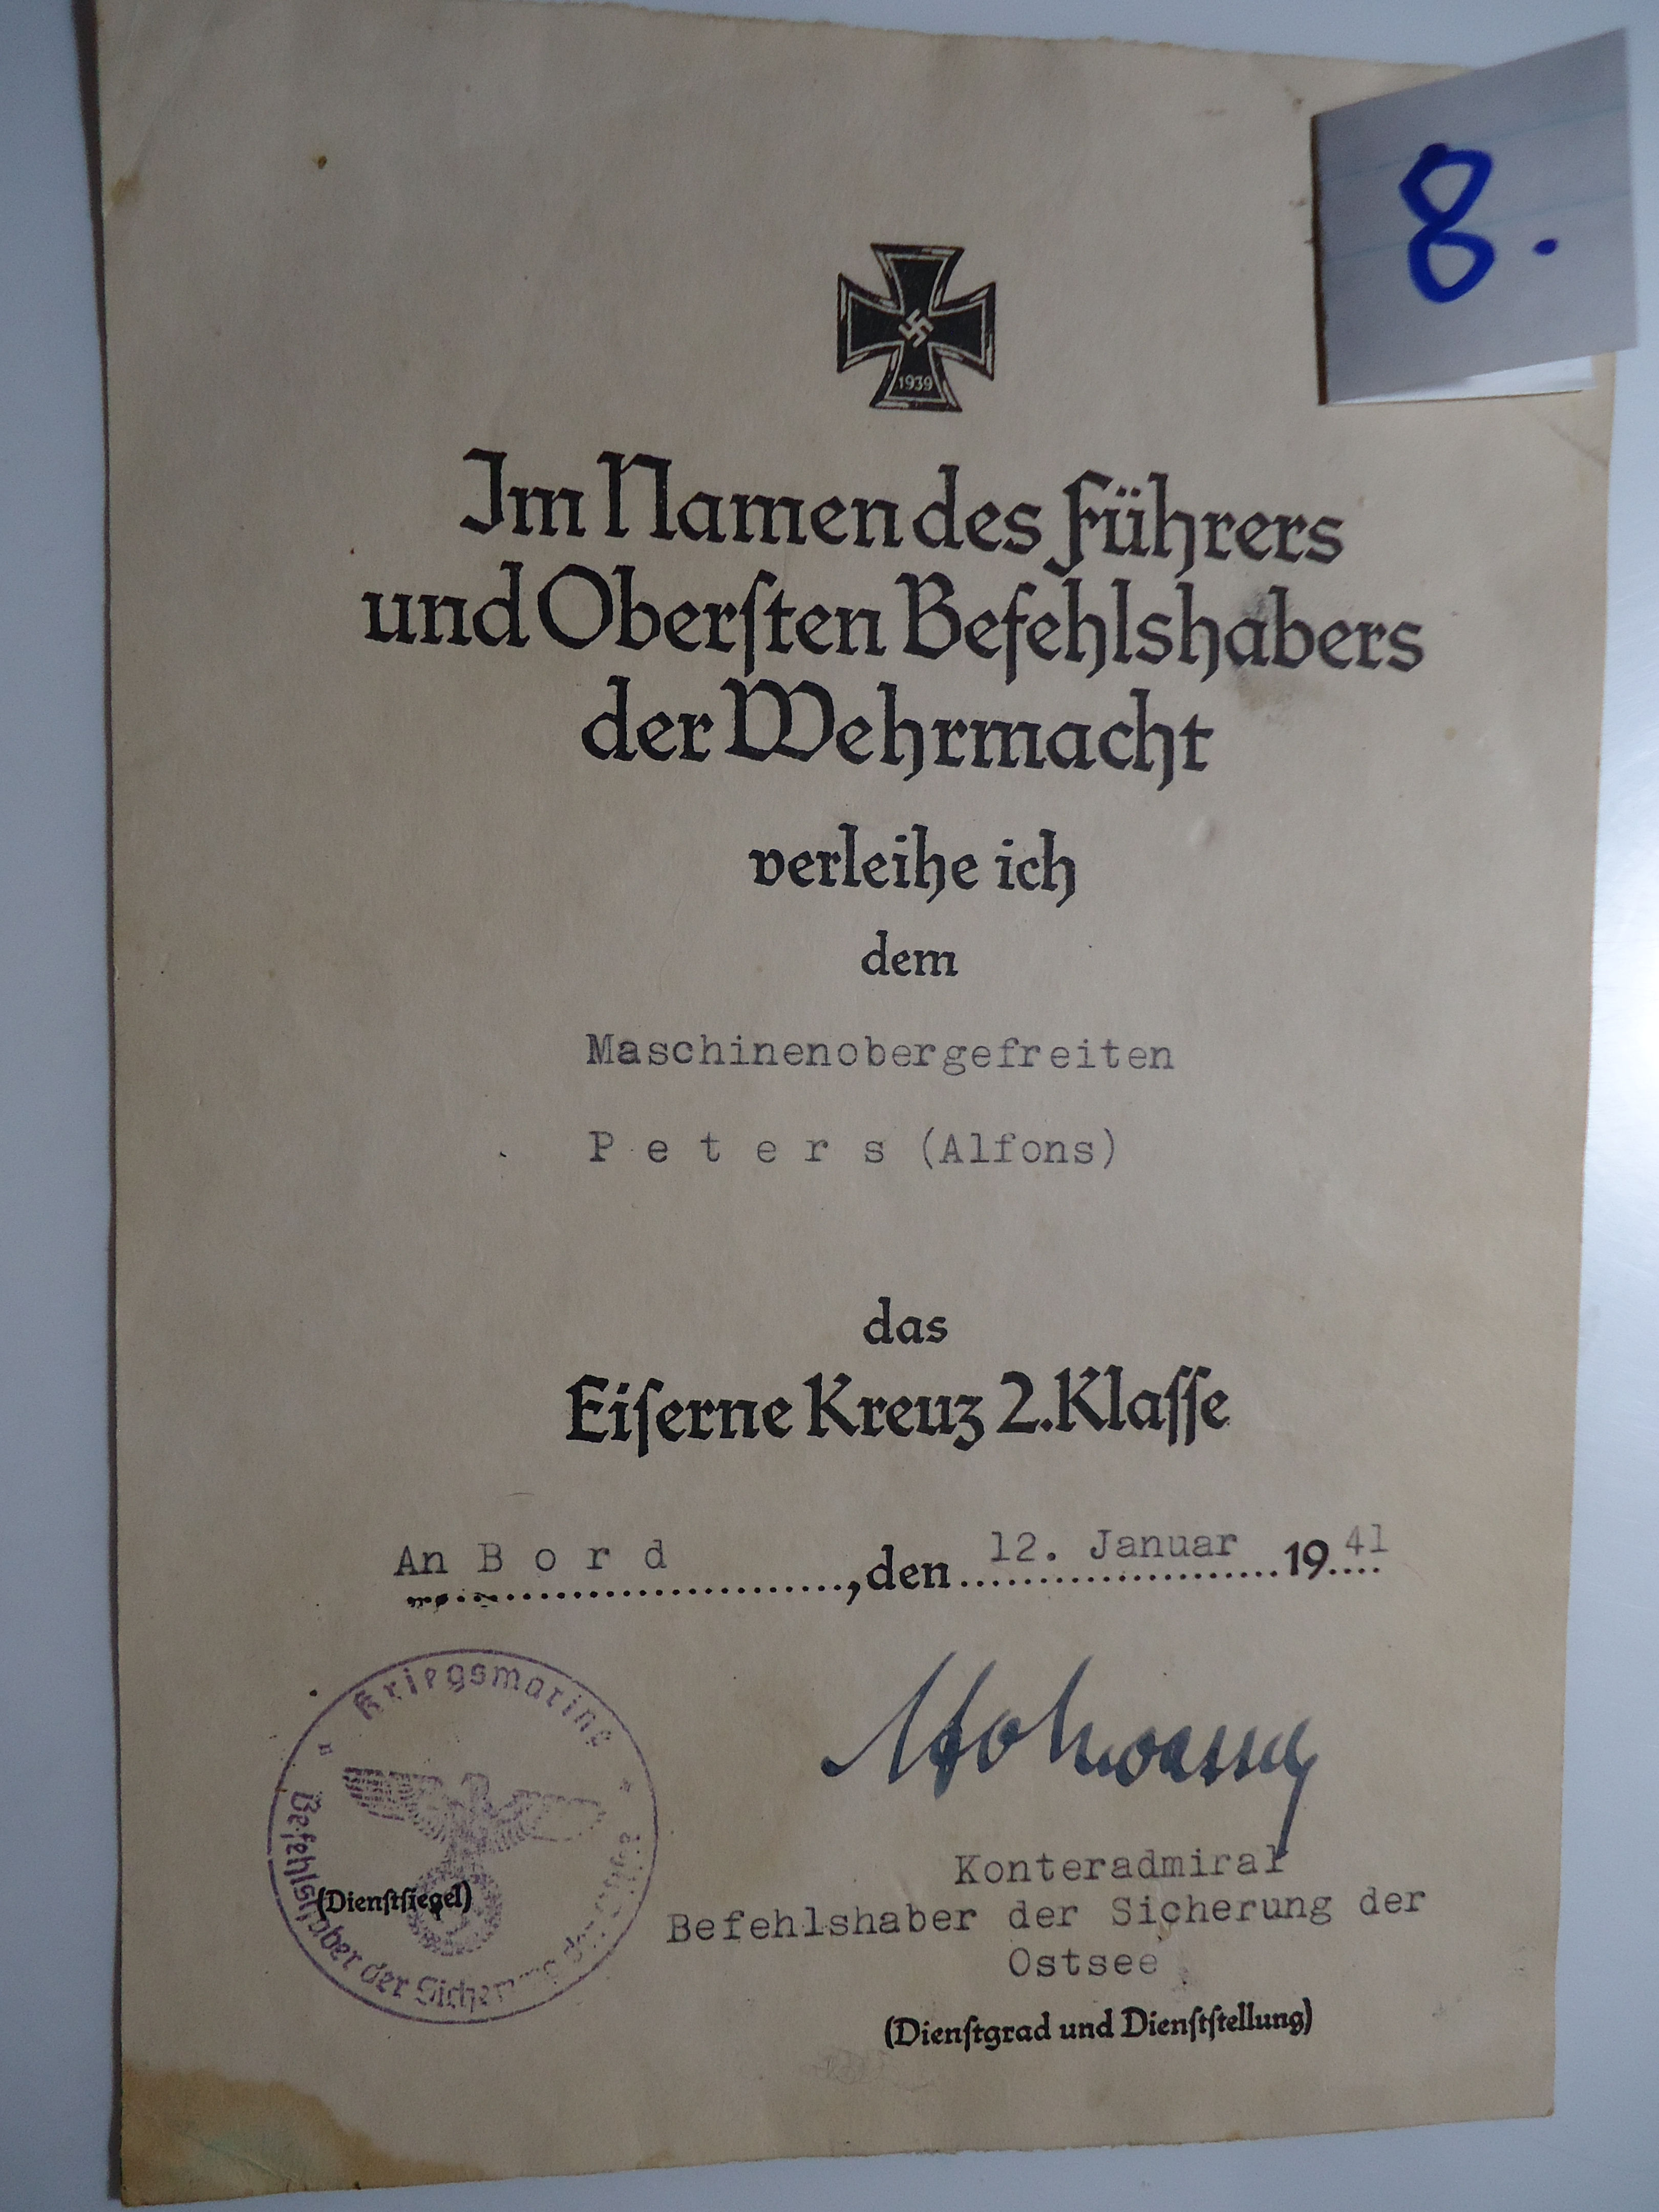 8.
1939
Im Namen des Führers
und Oberſten Befehlshabers
der Wehrmacht
verleihe ich
dem
Maschinenobergefreiten
P e t e r s (Alfons)
das
Eiſerne Kreuz 2. Klaſſe
An B o r d , den 12. Januar 1941
Kriegsmarine
Befehlshaber der Sicherung der
(Dienſtſiegel)
Konteradmiral
Befehlshaber der Sicherung der
Ostsee
(Dienſtgrad und Dienſtſtellung)